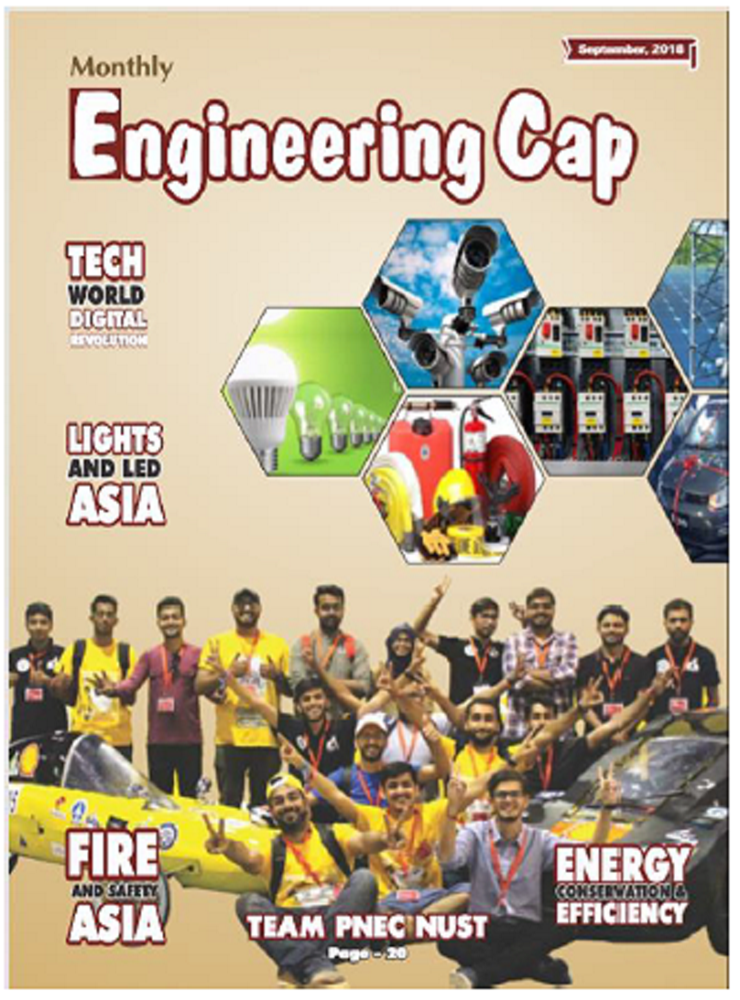 September, 2018
Monthly
Engineering Cap
TECH
WORLD
DIGITAL
REVOLUTION
LIGHTS
AND LED
ASIA
FIRE
AND SAFETY
ASIA
TEAM PNEC NUST
Page - 20
ENERGY
CONSERWATION &
EFFICIENCY